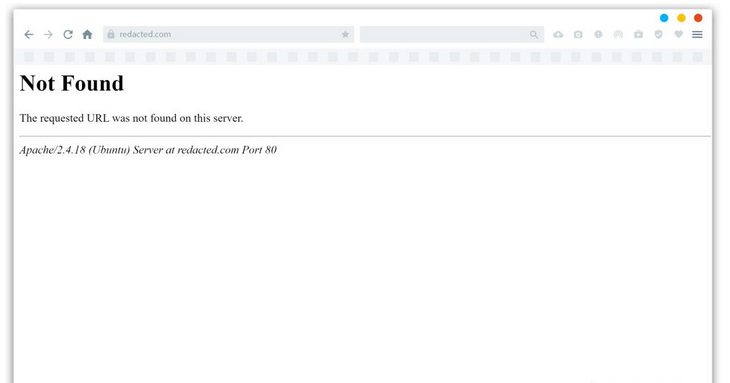 redacted.com
Not Found
The requested URL was not found on this server.
Apache/2.4.18 (Ubuntu) Server at redacted.com Port 80